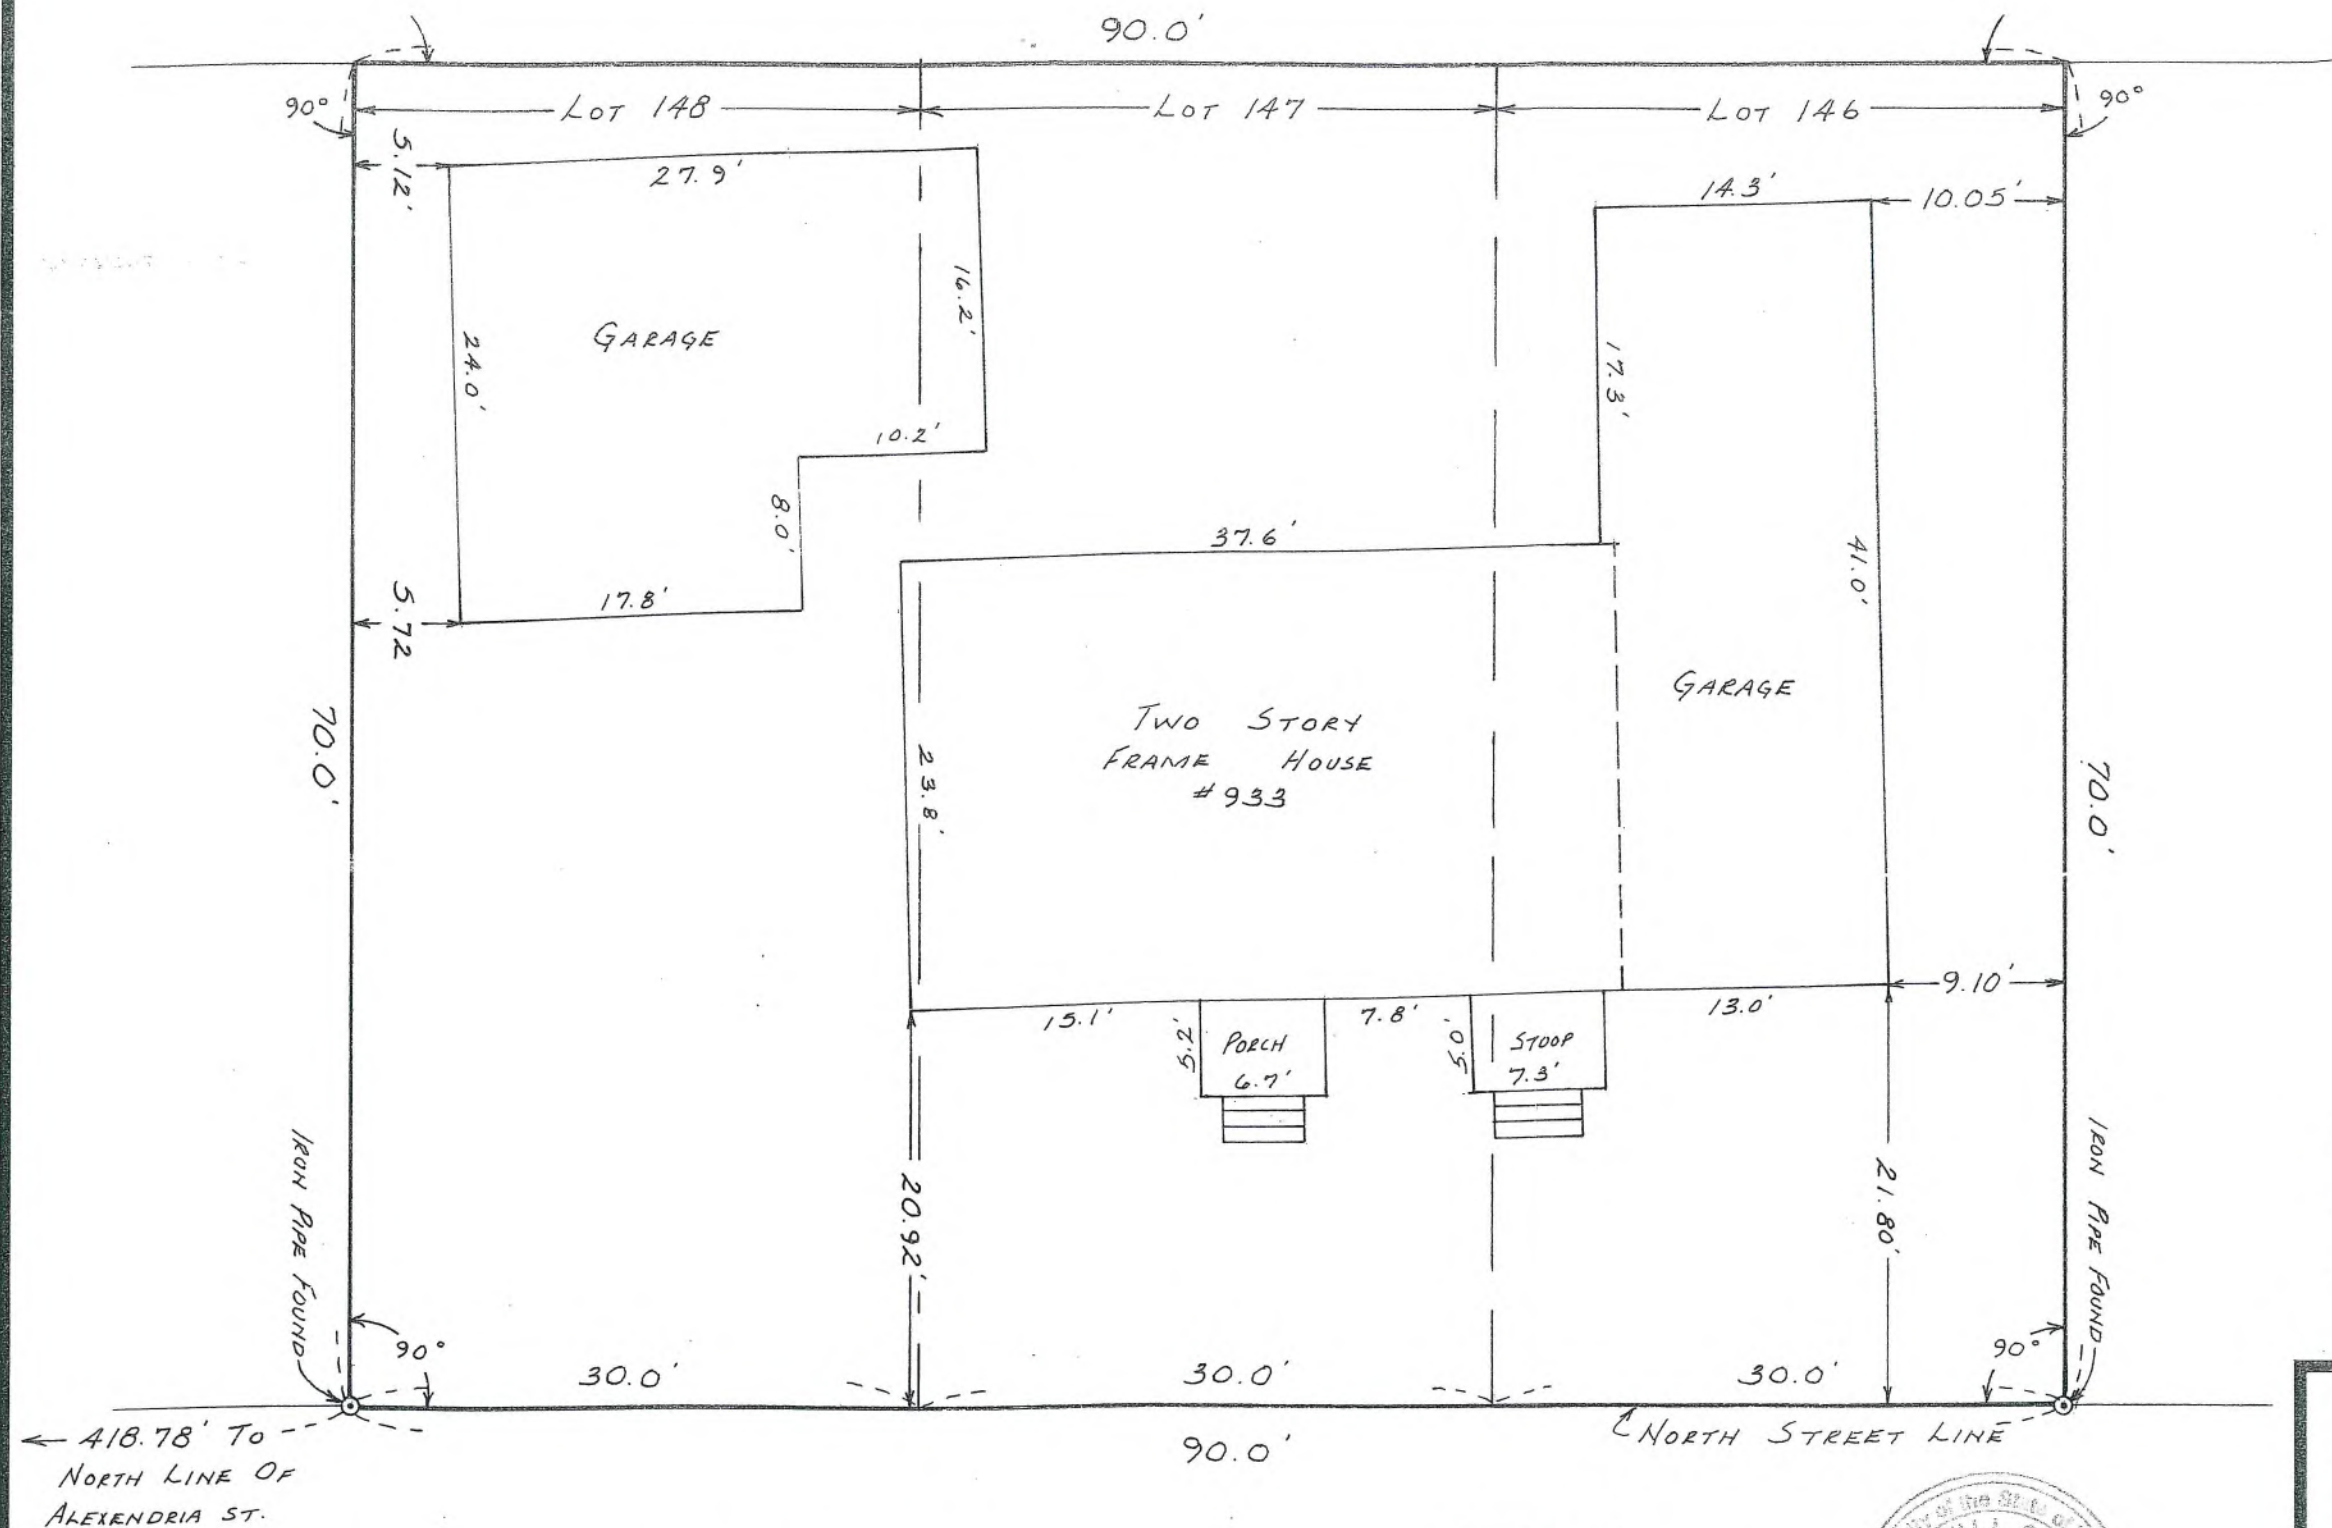 90.0'
90°
LOT 148
LOT 147
LOT 146
90°
5.12'
27.9'
14.3'
10.05'
16.2'
24.0'
GARAGE
17.3'
10.2'
8.0'
37.6'
41.0'
5.72
17.8'
GARAGE
70.0'
TWO STORY
FRAME HOUSE
#933
23.8'
70.0'
9.10'
15.1'
5.2'
PORCH
6.7'
7.8'
5.0'
STOOP
7.3'
13.0'
20.92'
21.80'
IRON PIPE FOUND
IRON PIPE FOUND
90°
90°
30.0'
30.0'
30.0'
418.78' TO
NORTH LINE OF
ALEXENDRIA ST.
90.0'
NORTH STREET LINE
of the State of